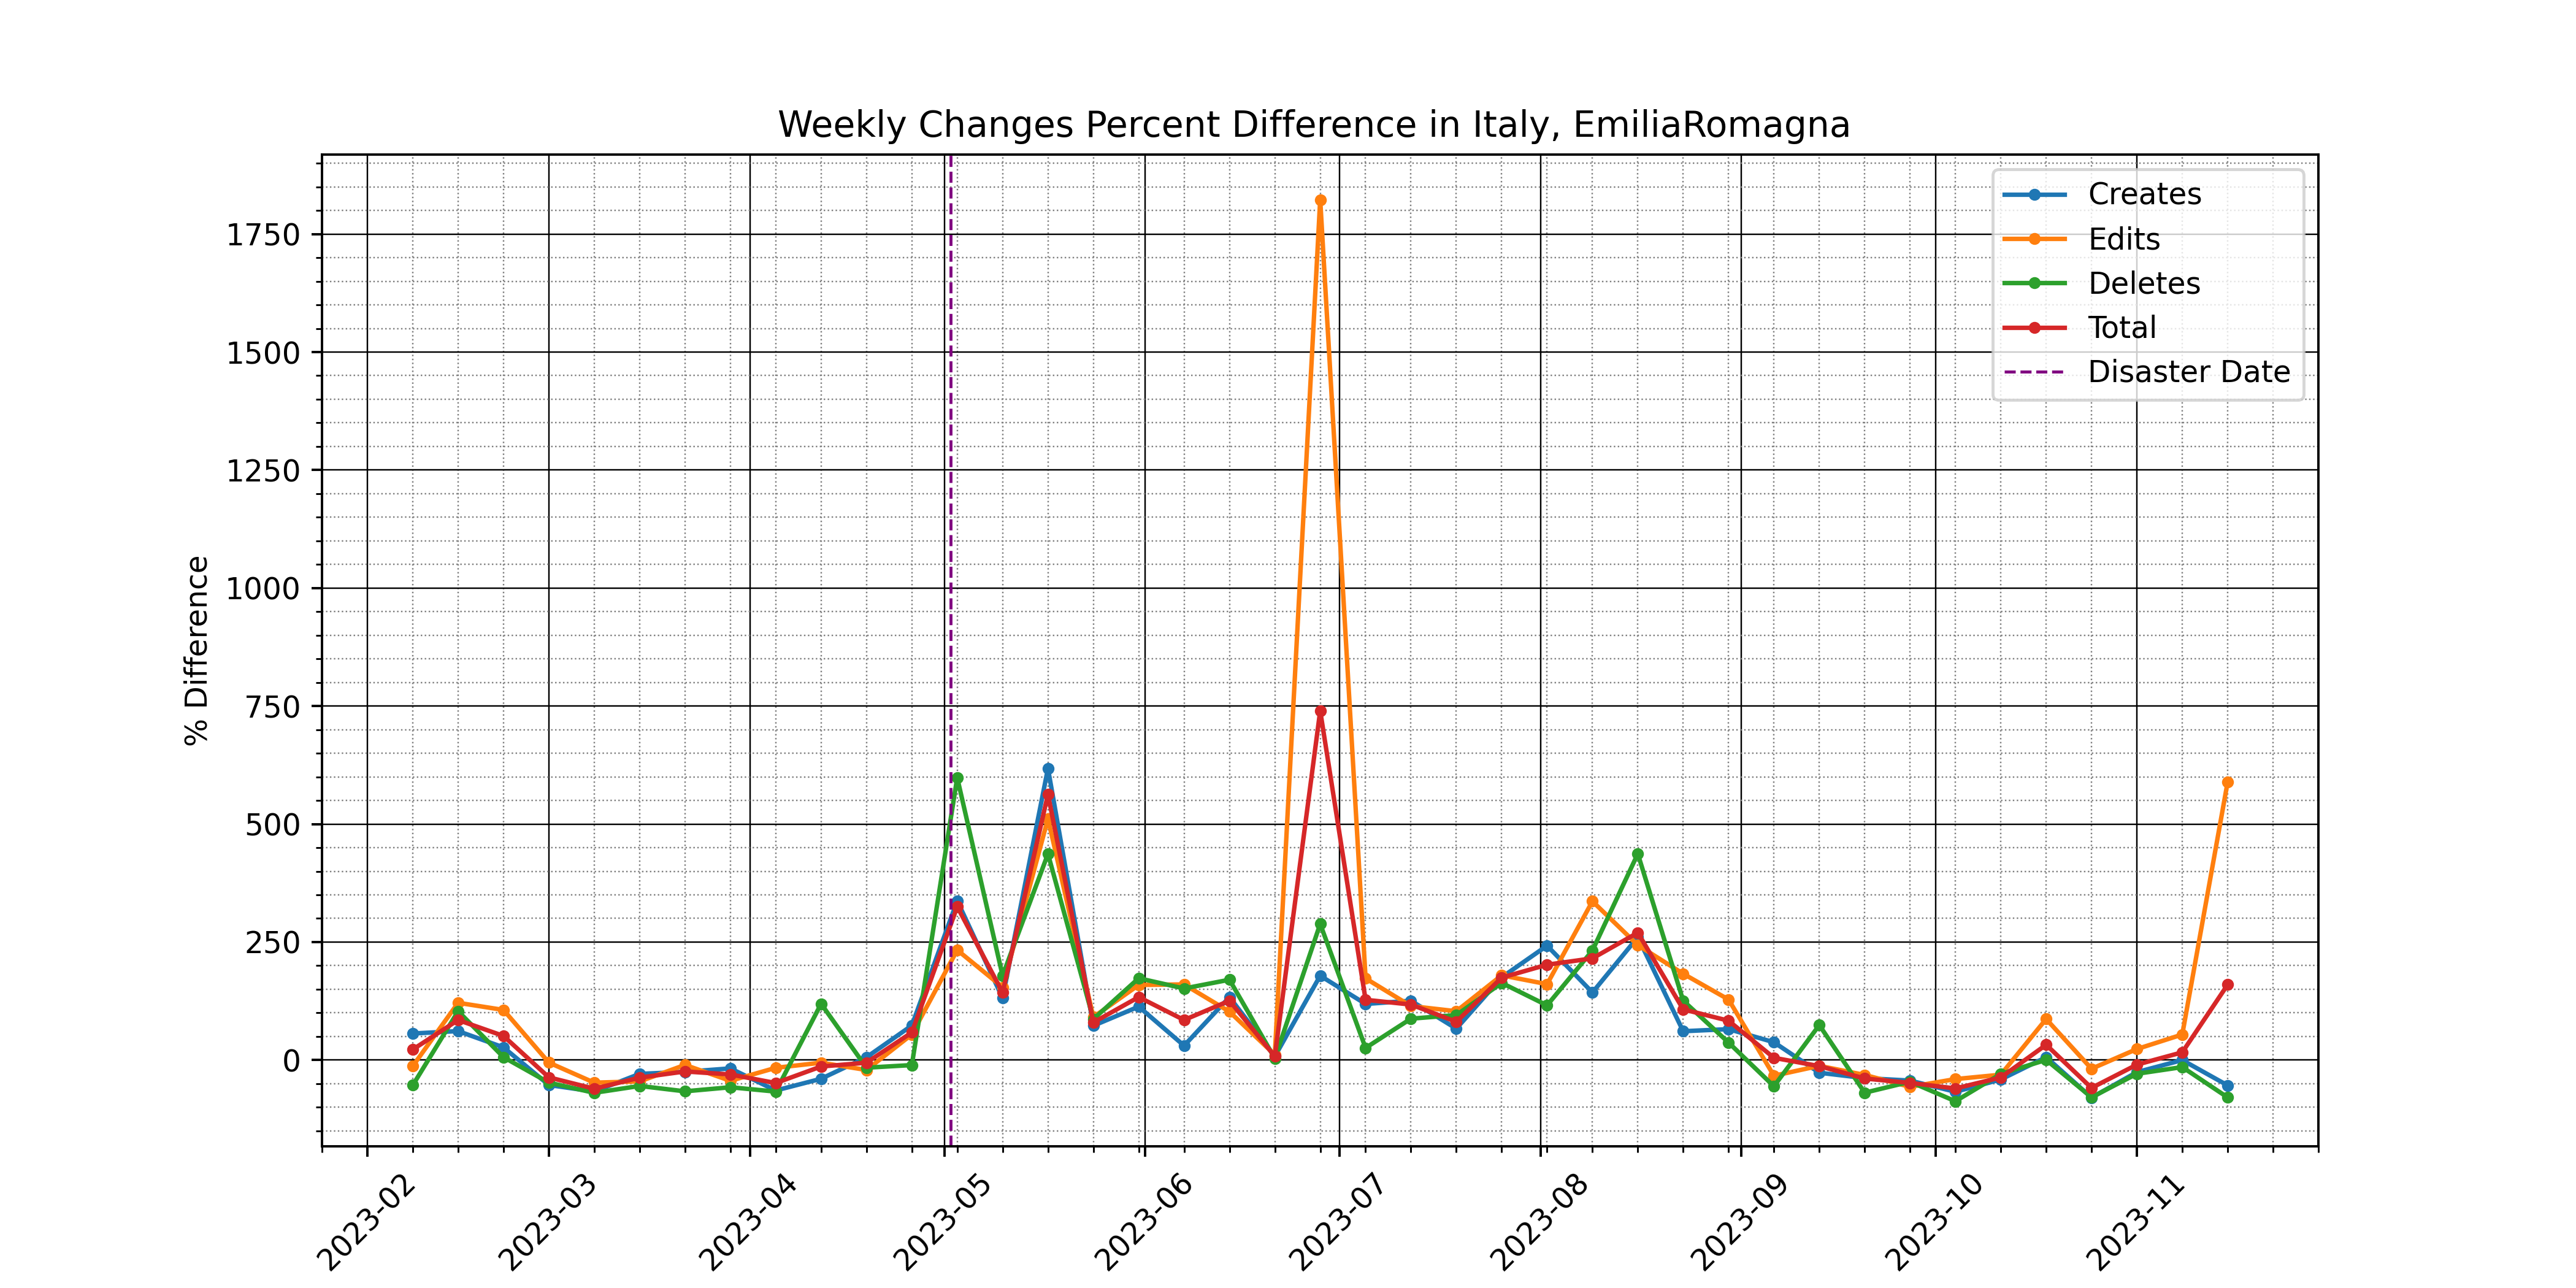 Weekly Changes Percent Difference in Italy, EmiliaRomagna
% Difference
1750
1500
1250
1000
750
500
250
0
Creates
Edits
Deletes
Total
Disaster Date
2023-02
2023-03
2023-04
2023-05
2023-06
2023-07
2023-08
2023-09
2023-10
2023-11